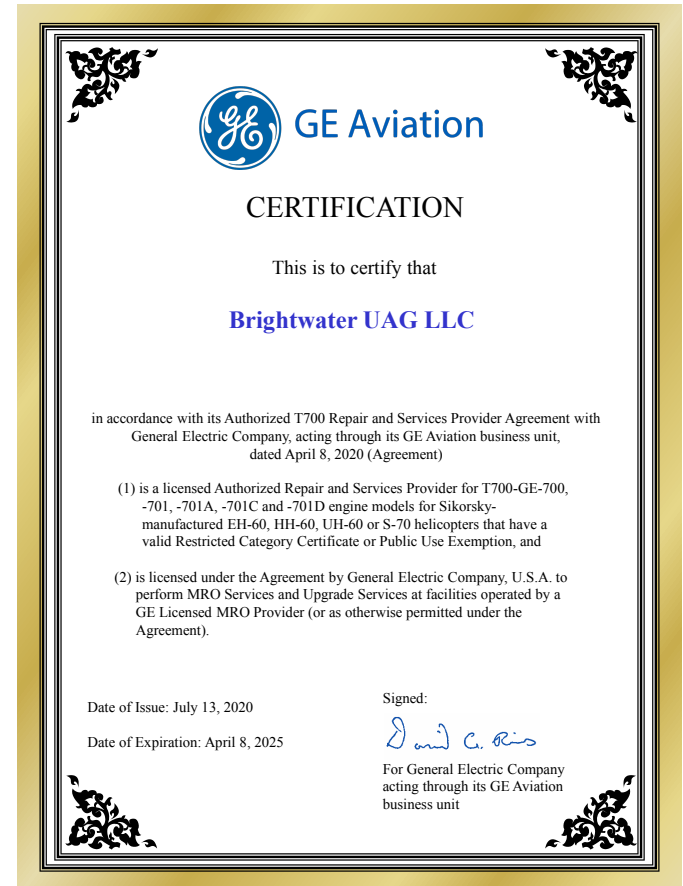 GE GE Aviation
CERTIFICATION
This is to certify that
Brightwater UAG LLC
in accordance with its Authorized T700 Repair and Services Provider Agreement with
General Electric Company, acting through its GE Aviation business unit,
dated April 8, 2020 (Agreement)
(1) is a licensed Authorized Repair and Services Provider for T700-GE-700,
-701, -701A, -701C and -701D engine models for Sikorsky-
manufactured EH-60, HH-60, UH-60 or S-70 helicopters that have a
valid Restricted Category Certificate or Public Use Exemption, and
(2) is licensed under the Agreement by General Electric Company, U.S.A. to
perform MRO Services and Upgrade Services at facilities operated by a
GE Licensed MRO Provider (or as otherwise permitted under the
Agreement).
Date of Issue: July 13, 2020
Date of Expiration: April 8, 2025
Signed:
For General Electric Company
acting through its GE Aviation
business unit